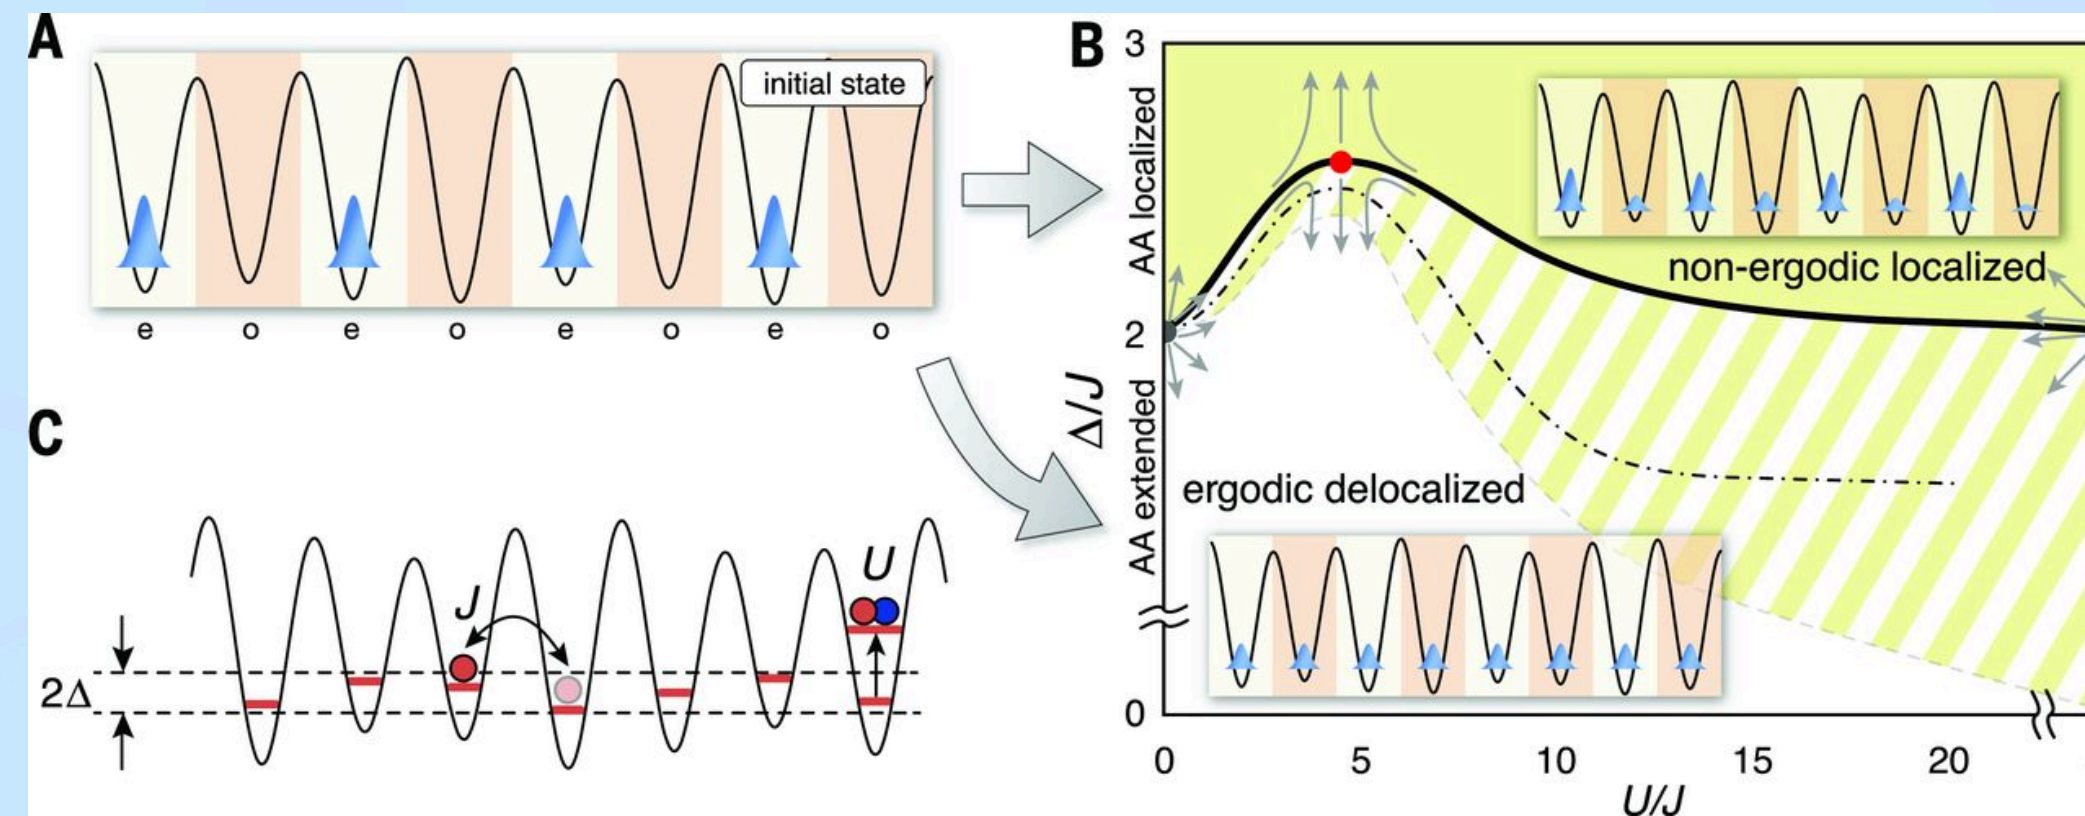 A
initial state
e o e o e o e o
B
3
2
0
Δ/J
AA localized
AA extended
non-ergodic localized
ergodic delocalized
0 5 10 15 20
U/J
C
J
U
2Δ